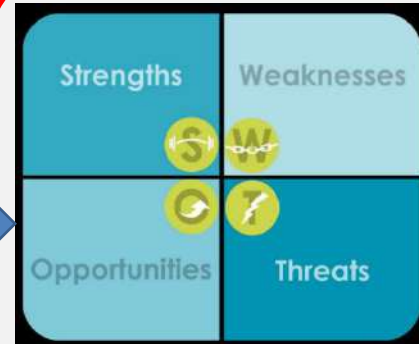 Strengths Weaknesses
S W
O T
Opportunities Threats